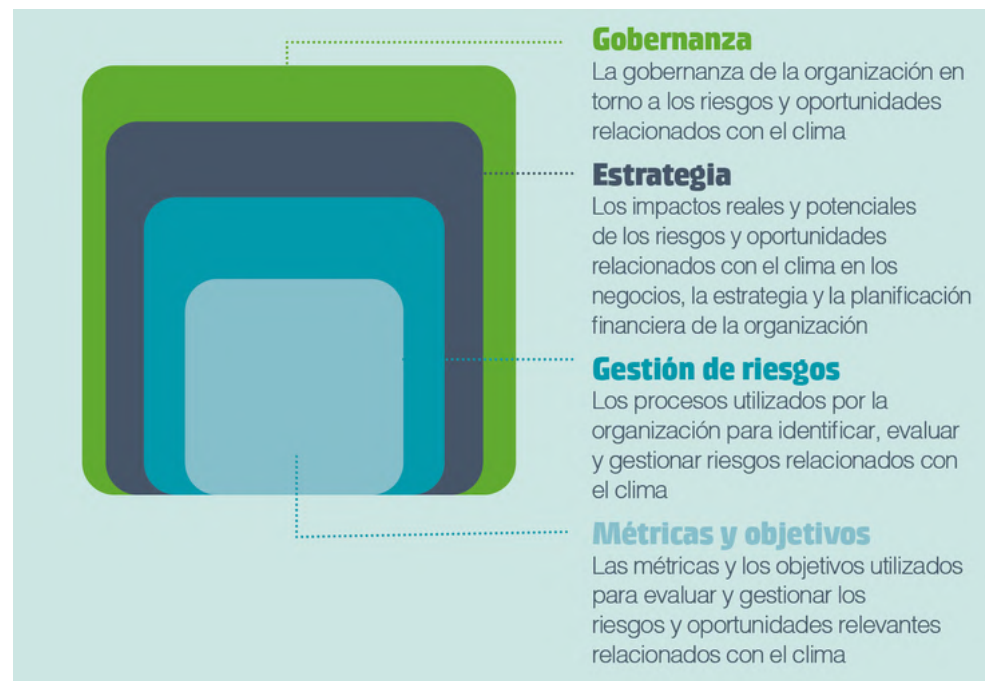 Gobernanza
La gobernanza de la organización en
torno a los riesgos y oportunidades
relacionados con el clima
Estrategia
Los impactos reales y potenciales
de los riesgos y oportunidades
relacionados con el clima en los
negocios, la estrategia y la planificación
financiera de la organización
Gestión de riesgos
Los procesos utilizados por la
organización para identificar, evaluar
y gestionar riesgos relacionados con
el clima
Métricas y objetivos
Las métricas y los objetivos utilizados
para evaluar y gestionar los
riesgos y oportunidades relevantes
relacionados con el clima